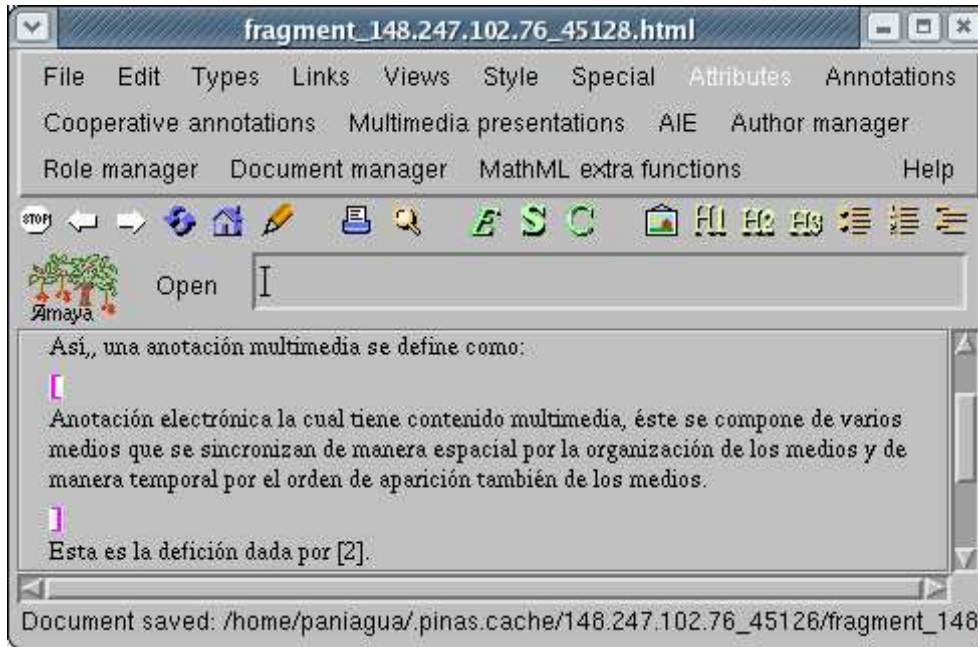 fragment_148.247.102.76_45128.html
File Edit Types Links Views Style Special Attributes Annotations
Cooperative annotations Multimedia presentations AIE Author manager
Role manager Document manager MathML extra functions Help
STOP E S C H1 H2 H3
Open
Amaya
Así,, una anotación multimedia se define como:
[
Anotación electrónica la cual tiene contenido multimedia, éste se compone de varios
medios que se sincronizan de manera espacial por la organización de los medios y de
manera temporal por el orden de aparición también de los medios.
]
Esta es la defición dada por [2].
Document saved: /home/paniagua/.pinas.cache/148.247.102.76_45126/fragment_148